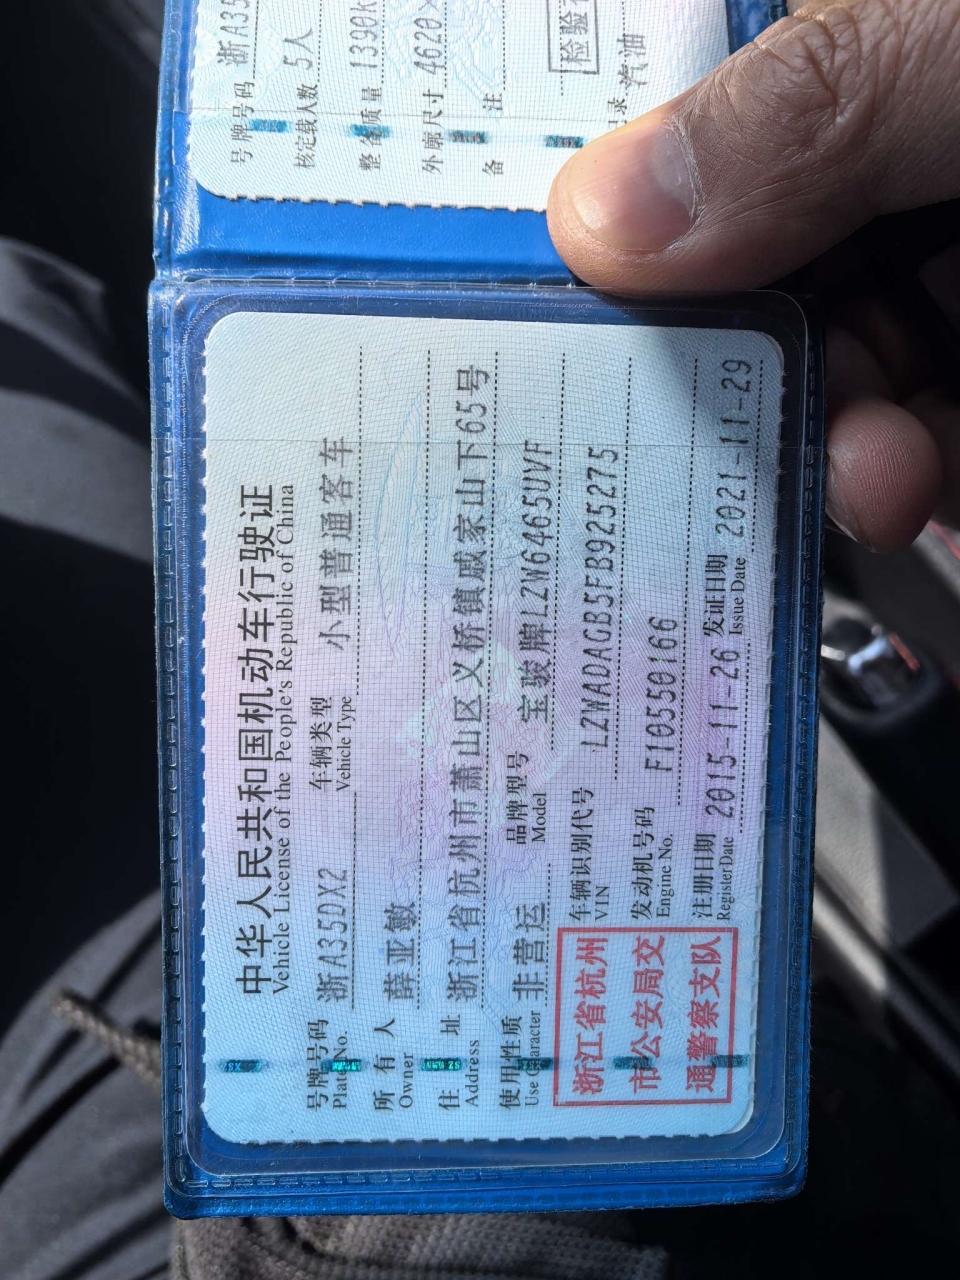 中华人民共和国机动车行驶证
Vehicle License of the People's Republic of China
号牌号码 浙A35DX2 车辆类型 小型普通客车
Plate No. Vehicle Type
所有人 薛亚敏
Owner
住址 浙江省杭州市萧山区义桥镇戚家山下65号
Address
使用性质 非营运 品牌型号 宝骏牌LZW6465UVF
Use Character Model
浙江省杭州
市公安局交
通警察支队
车辆识别代号 LZWADAGB5FB925275
VIN
发动机号码 F10550166
Engine No.
注册日期 2015-11-26 发证日期 2021-11-29
Register Date Issue Date
号牌号码 浙A35
核定载人数 5人
整备质量 1390k
外廓尺寸 4620×
备注
检验
录 汽油